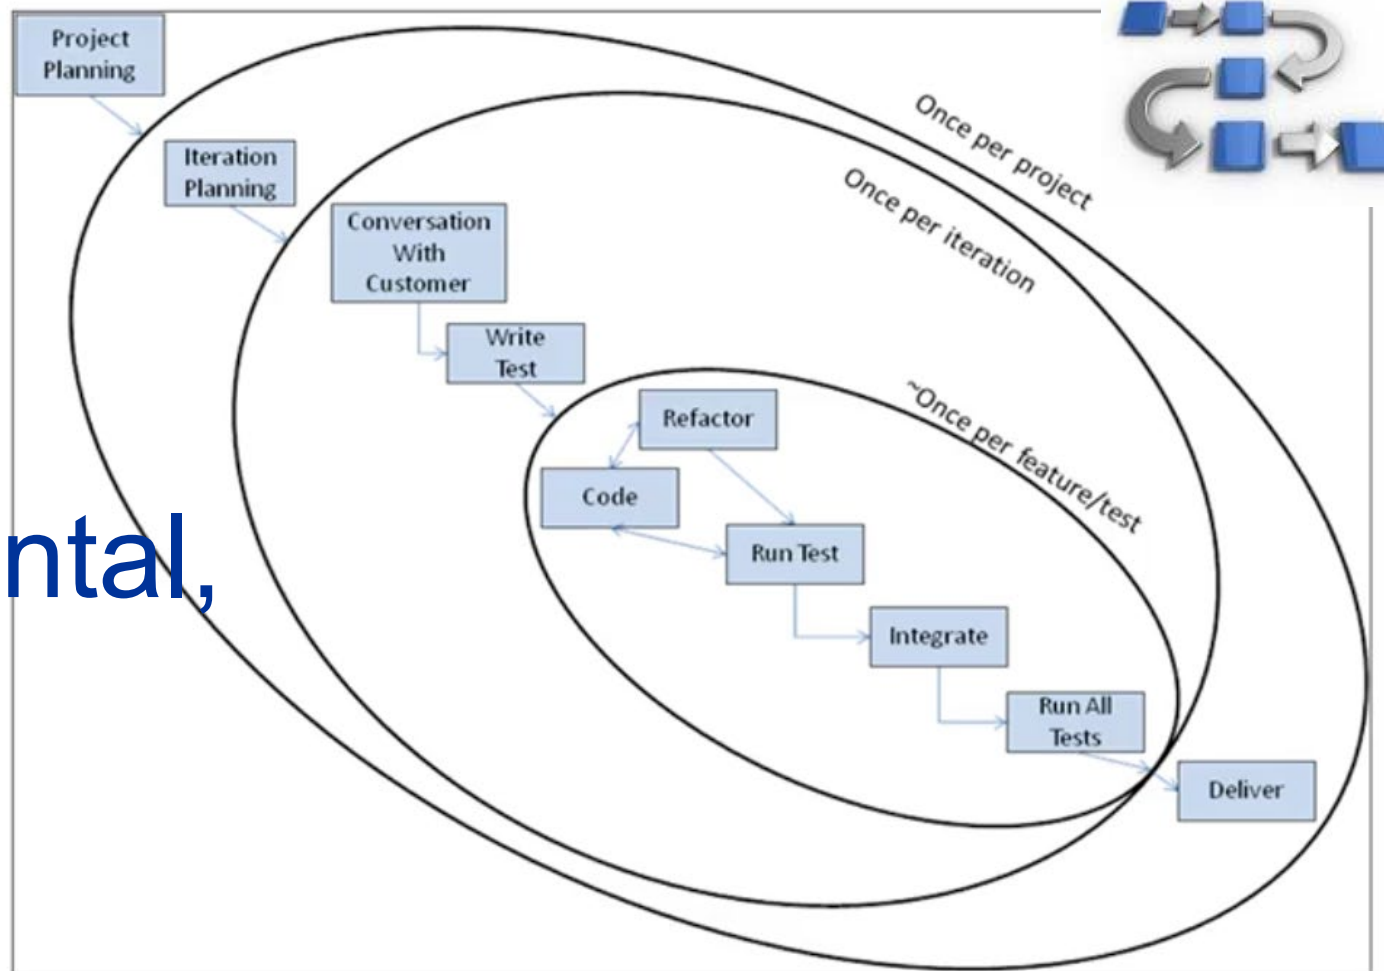 Project
Planning
Iteration
Planning
Conversation
With
Customer
Write
Test
Refactor
Code
Run Test
Integrate
Run All
Tests
Deliver
Once per project
Once per iteration
~Once per feature/test
ntal,